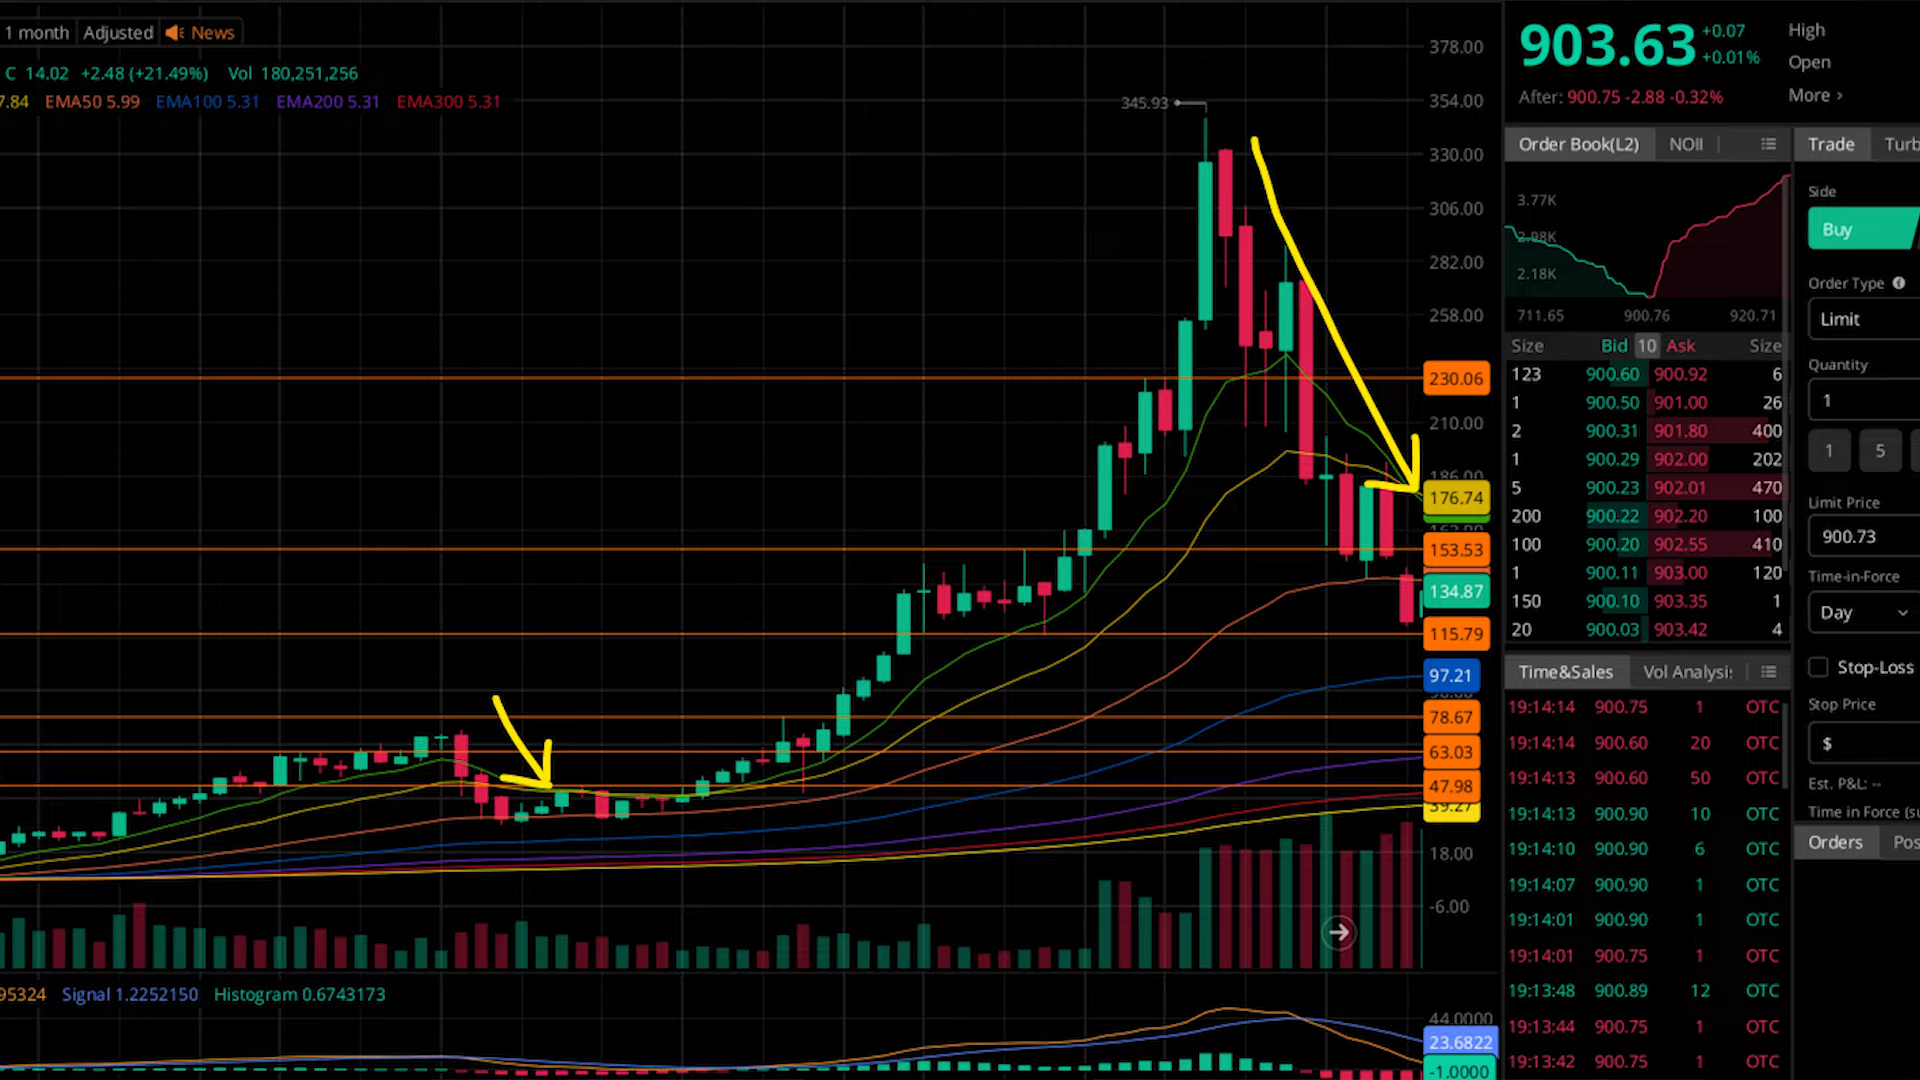 1 month Adjusted News
C 14.02 +2.48 (+21.49%) Vol 180,251,256
7.84 EMA50 5.99 EMA100 5.31 EMA200 5.31 EMA300 5.31
345.93
378.00
354.00
330.00
306.00
282.00
258.00
230.06
210.00
186.00
176.74
153.53
134.87
115.79
97.21
78.67
63.03
47.98
39.27
18.00
-6.00
95324 Signal 1.2252150 Histogram 0.6743173
44.0000
23.6822
-1.0000
903.63 +0.07 +0.01%
After: 900.75 -2.88 -0.32%
High
Open
More ›
Order Book(L2) NOII
3.77K
2.98K
2.18K
711.65 900.76 920.71
Size Bid 10 Ask Size
123 900.60 900.92 6
1 900.50 901.00 26
2 900.31 901.80 400
1 900.29 902.00 202
5 900.23 902.01 470
200 900.22 902.20 100
100 900.20 902.55 410
1 900.11 903.00 120
150 900.10 903.35 1
20 900.03 903.42 4
Time&Sales Vol Analysi
19:14:14 900.75 1 OTC
19:14:14 900.60 20 OTC
19:14:13 900.60 50 OTC
19:14:13 900.90 10 OTC
19:14:10 900.90 6 OTC
19:14:07 900.90 1 OTC
19:14:01 900.90 1 OTC
19:14:01 900.75 1 OTC
19:13:48 900.89 12 OTC
19:13:44 900.75 1 OTC
19:13:42 900.75 1 OTC
Trade Turb
Side
Buy
Order Type
Limit
Quantity
1
1 5
Limit Price
900.73
Time-in-Force
Day
Stop-Loss
Stop Price
$
Est. P&L: --
Time in Force (su
Orders Pos